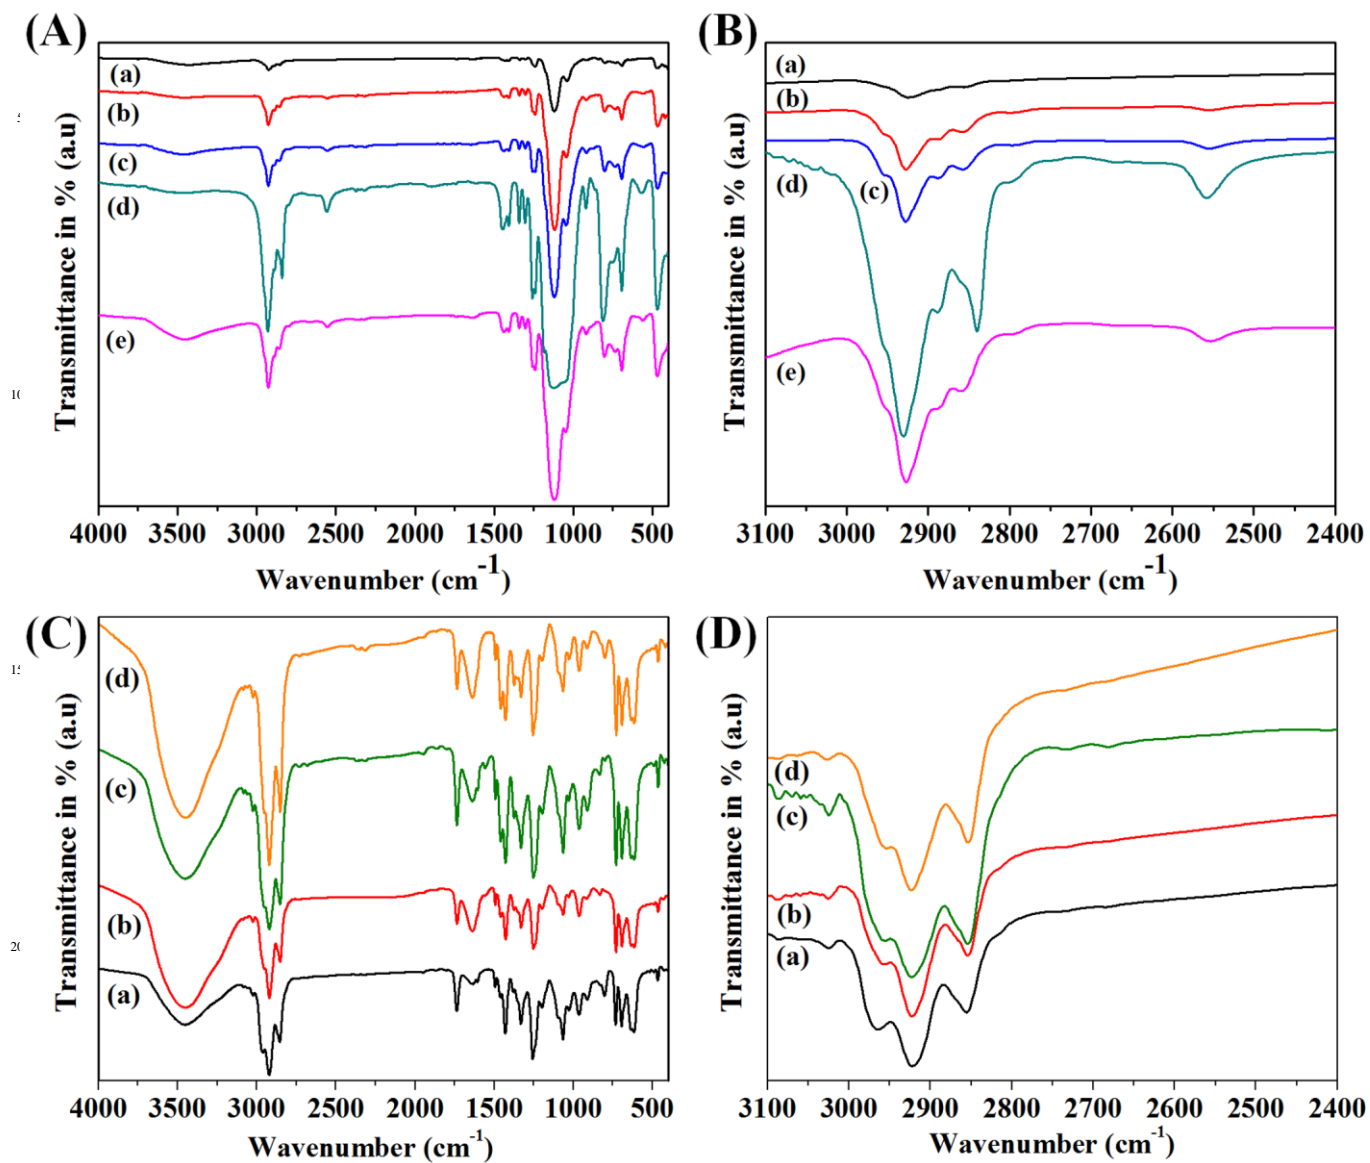 (A)
(a)
(b)
(c)
(d)
(e)
Transmittance in % (a.u)
4000 3500 3000 2500 2000 1500 1000 500
Wavenumber (cm-1)
(B)
(a)
(b)
(c)
(d)
(e)
Transmittance in % (a.u)
3100 3000 2900 2800 2700 2600 2500 2400
Wavenumber (cm-1)
(C)
(d)
(c)
(b)
(a)
Transmittance in % (a.u)
4000 3500 3000 2500 2000 1500 1000 500
Wavenumber (cm-1)
(D)
(d)
(c)
(b)
(a)
Transmittance in % (a.u)
3100 3000 2900 2800 2700 2600 2500 2400
Wavenumber (cm-1)